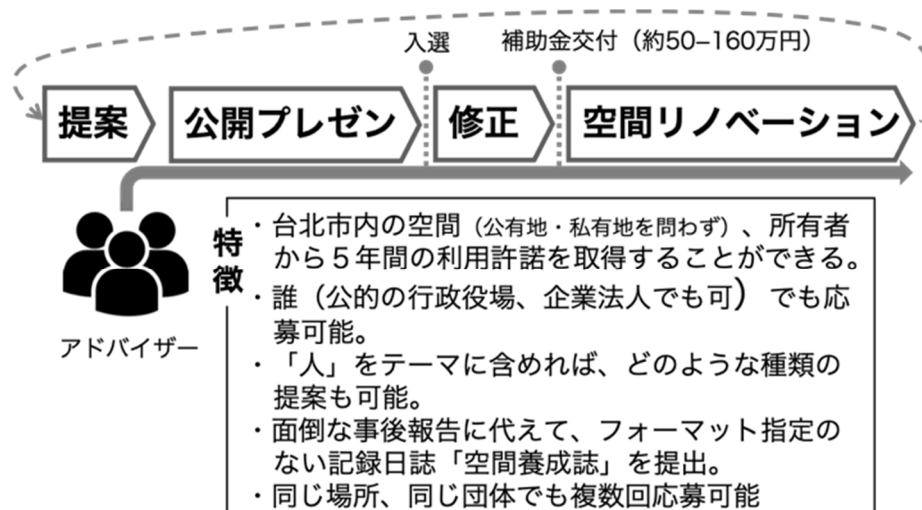 入選
補助金交付（約50–160万円）
提案
公開プレゼン
修正
空間リノベーション
アドバイザー
特徴
・台北市内の空間（公有地・私有地を問わず）、所有者
から５年間の利用許諾を取得することができる。
・誰（公的の行政役場、企業法人でも可） でも応
募可能。
・「人」をテーマに含めれば、どのような種類の
提案も可能。
・面倒な事後報告に代えて、フォーマット指定の
ない記録日誌「空間養成誌」を提出。
・同じ場所、同じ団体でも複数回応募可能